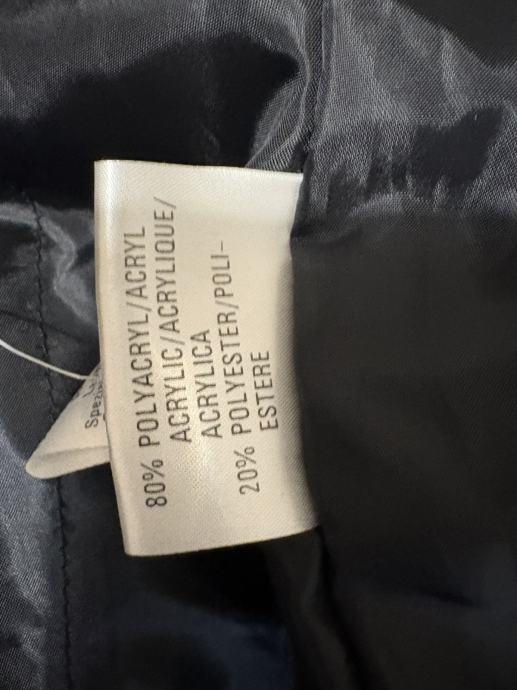 80% POLYACRYL/ACRYL
ACRYLIC/ACRYLIQUE/
ACRYLICA
20% POLYESTER/POLI-
ESTERE